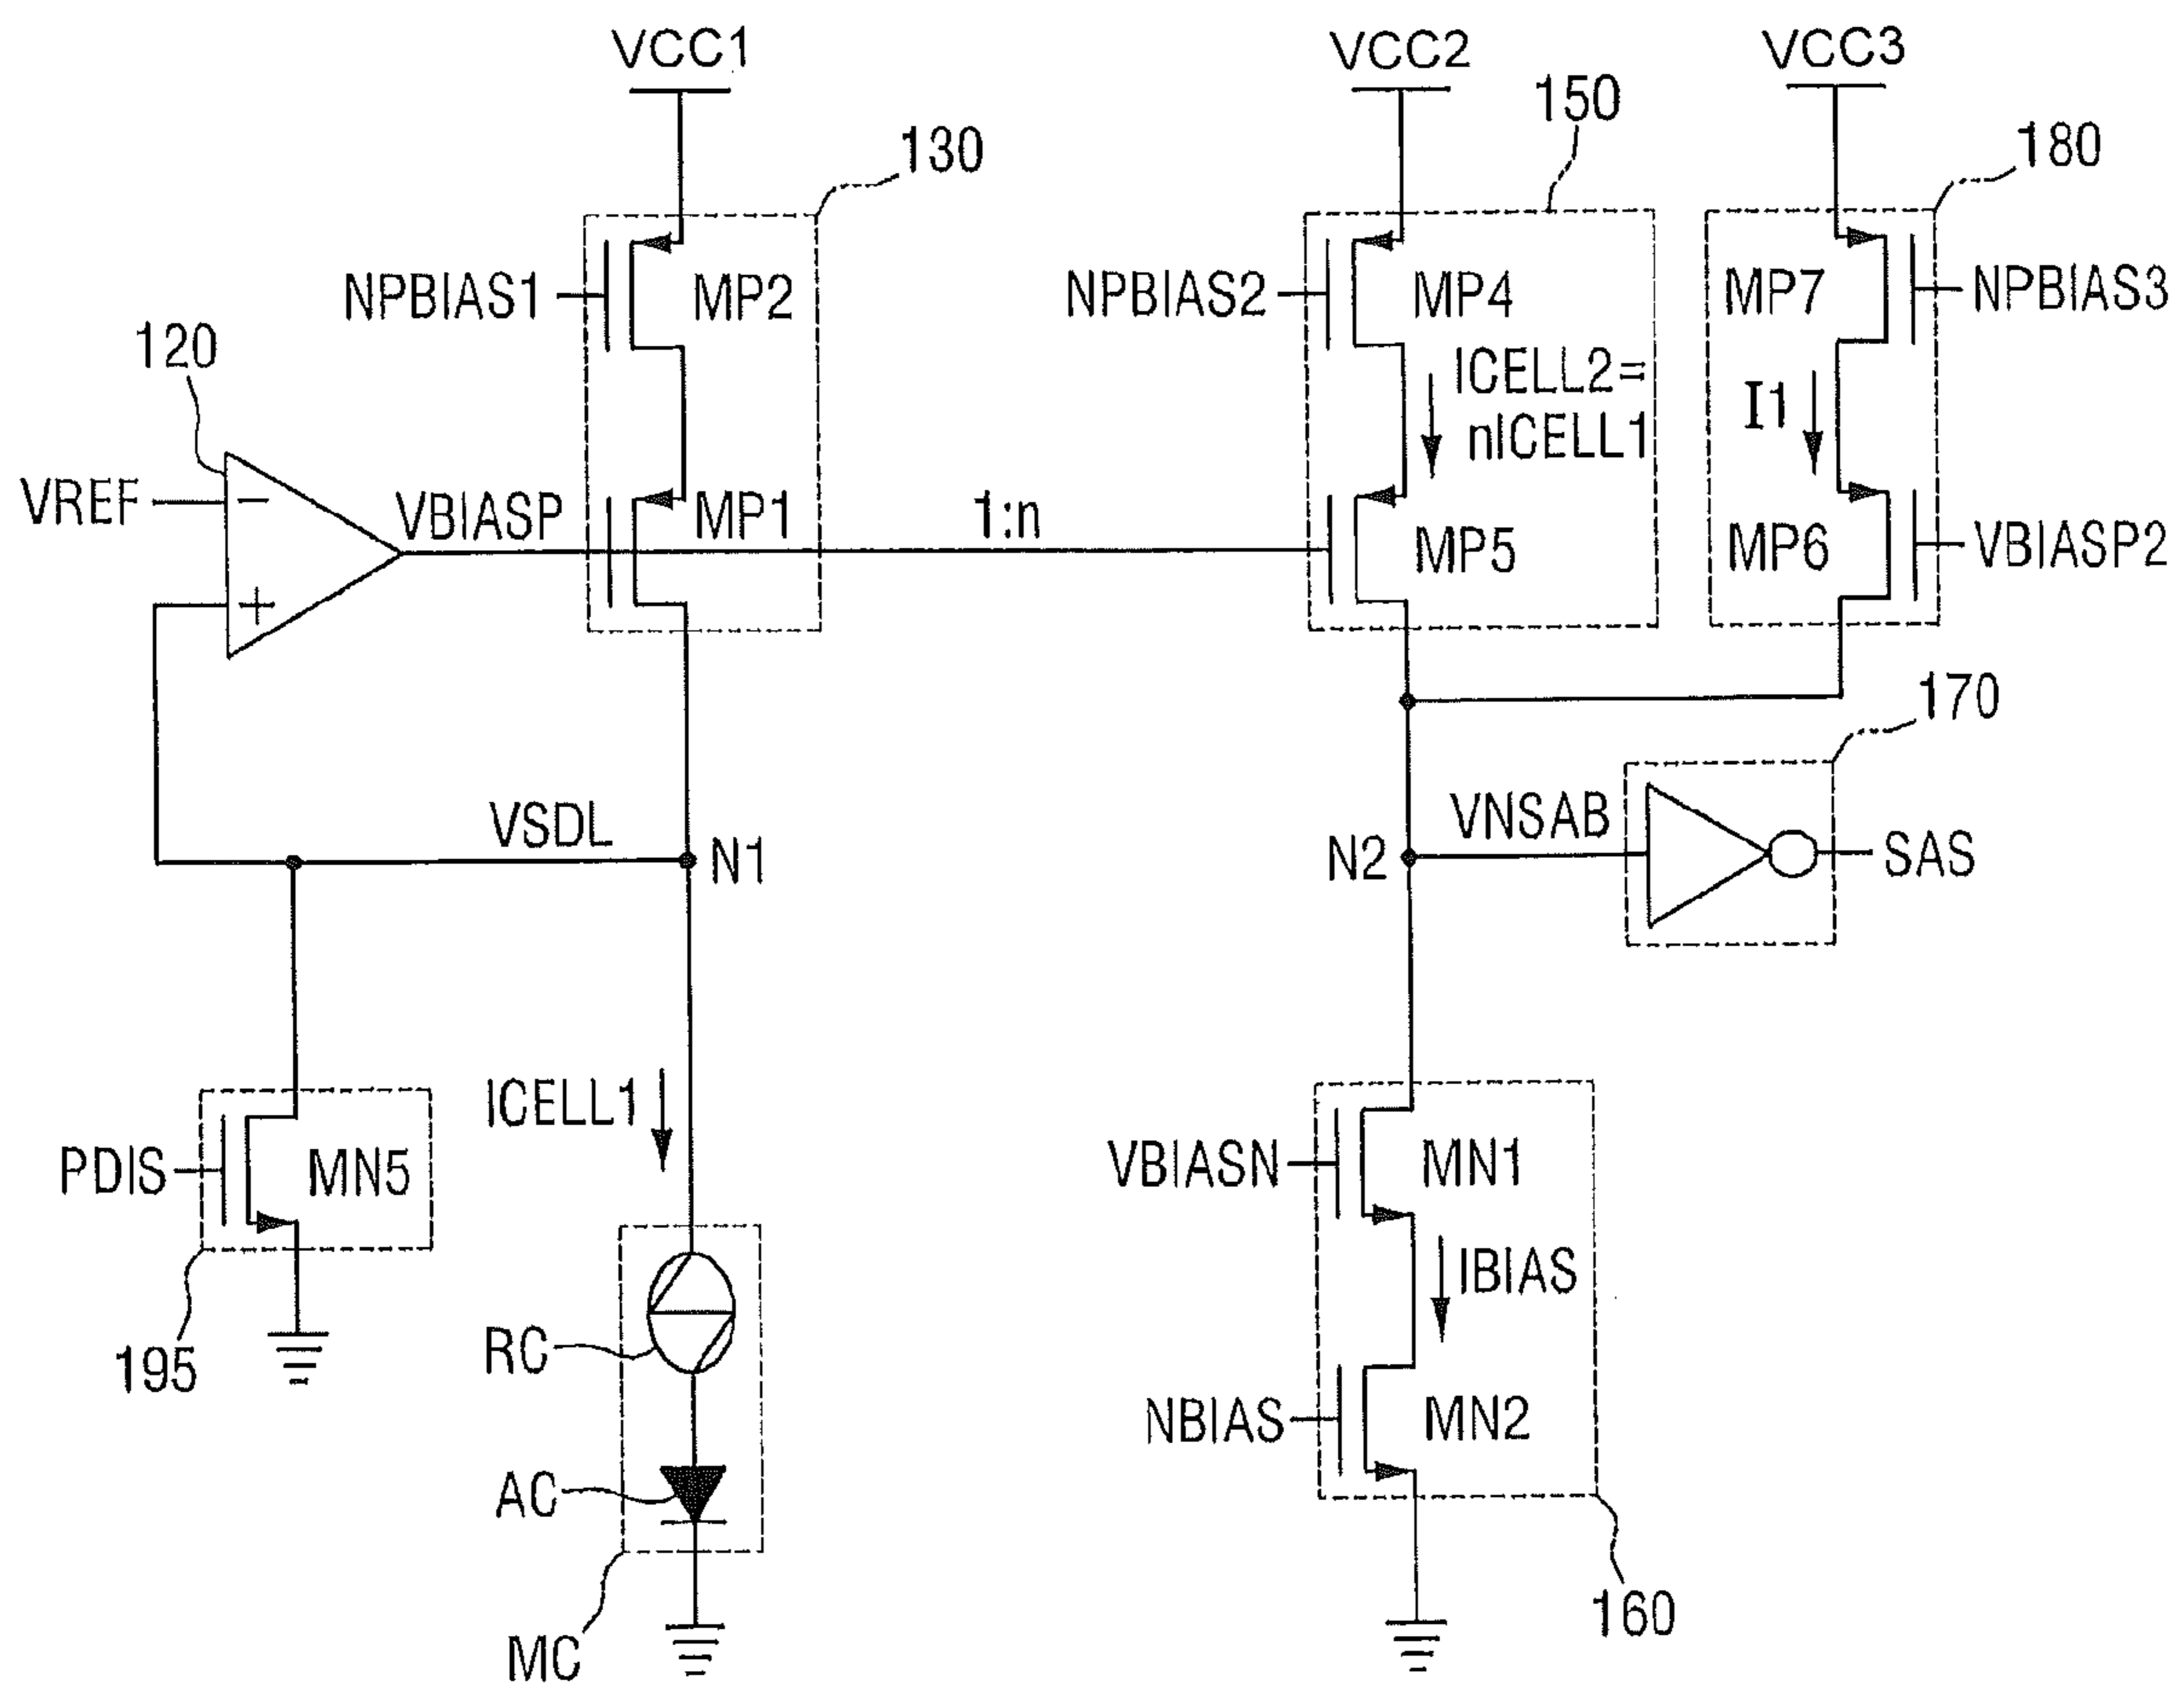 VCC1
VCC2
VCC3
130
150
180
NPBIAS1
MP2
NPBIAS2
MP4
MP7
NPBIAS3
120
ICELL2=
nICELL1
I1
VREF
−
+
VBIASP
MP1
1:n
MP5
MP6
VBIASP2
170
VSDL
N1
N2
VNSAB
SAS
ICELL1
PDIS
MN5
195
VBIASN
MN1
IBIAS
RC
NBIAS
MN2
AC
MC
160